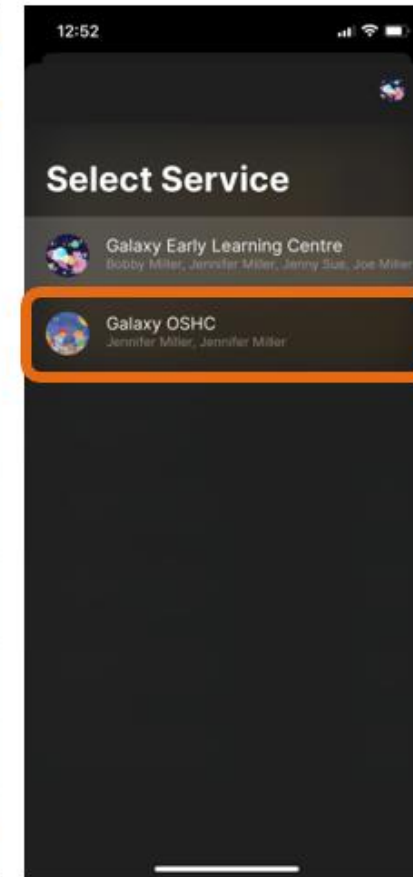 12:52
Select Service
Galaxy Early Learning Centre
Bobby Miller, Jennifer Miller, Jenny Sue, Joe Miller
Galaxy OSHC
Jennifer Miller, Jennifer Miller